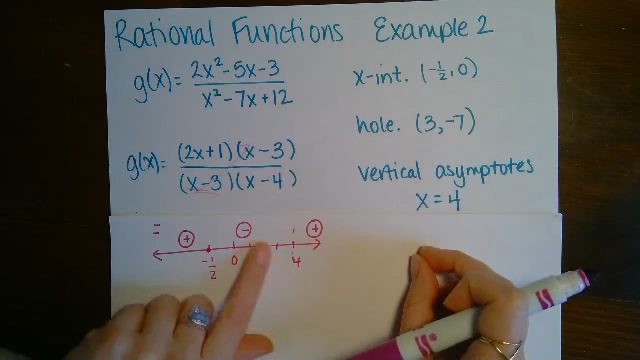 Rational Functions Example 2
g(x) = 2x² - 5x - 3 / x² - 7x + 12
x-int. (-1/2, 0)
hole. (3, -7)
g(x) = (2x+1)(x-3) / (x-3)(x-4)
vertical asymptotes
x = 4
=
+ - +
-1/2 0 4